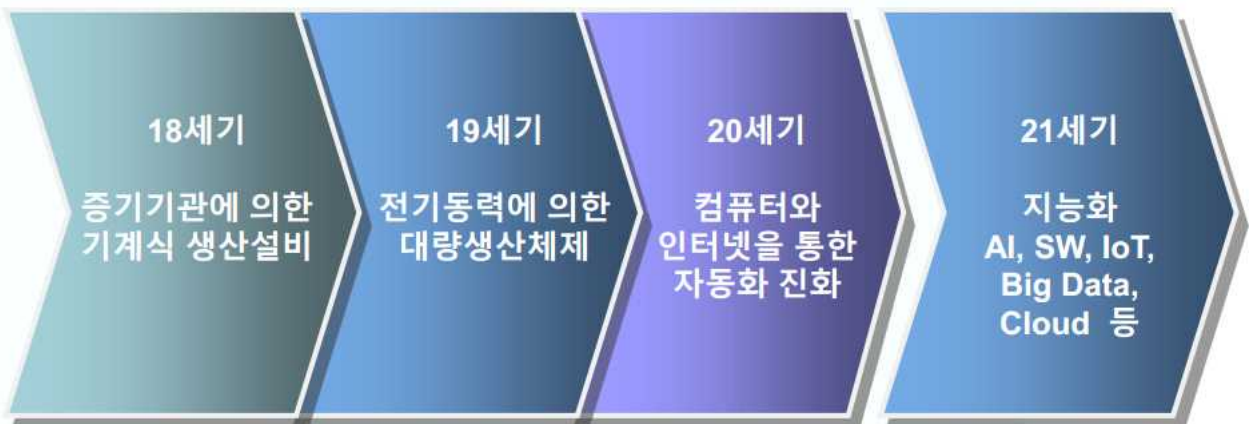 18세기
증기기관에 의한
기계식 생산설비
19세기
전기동력에 의한
대량생산체제
20세기
컴퓨터와
인터넷을 통한
자동화 진화
21세기
지능화
AI, SW, IoT,
Big Data,
Cloud 등